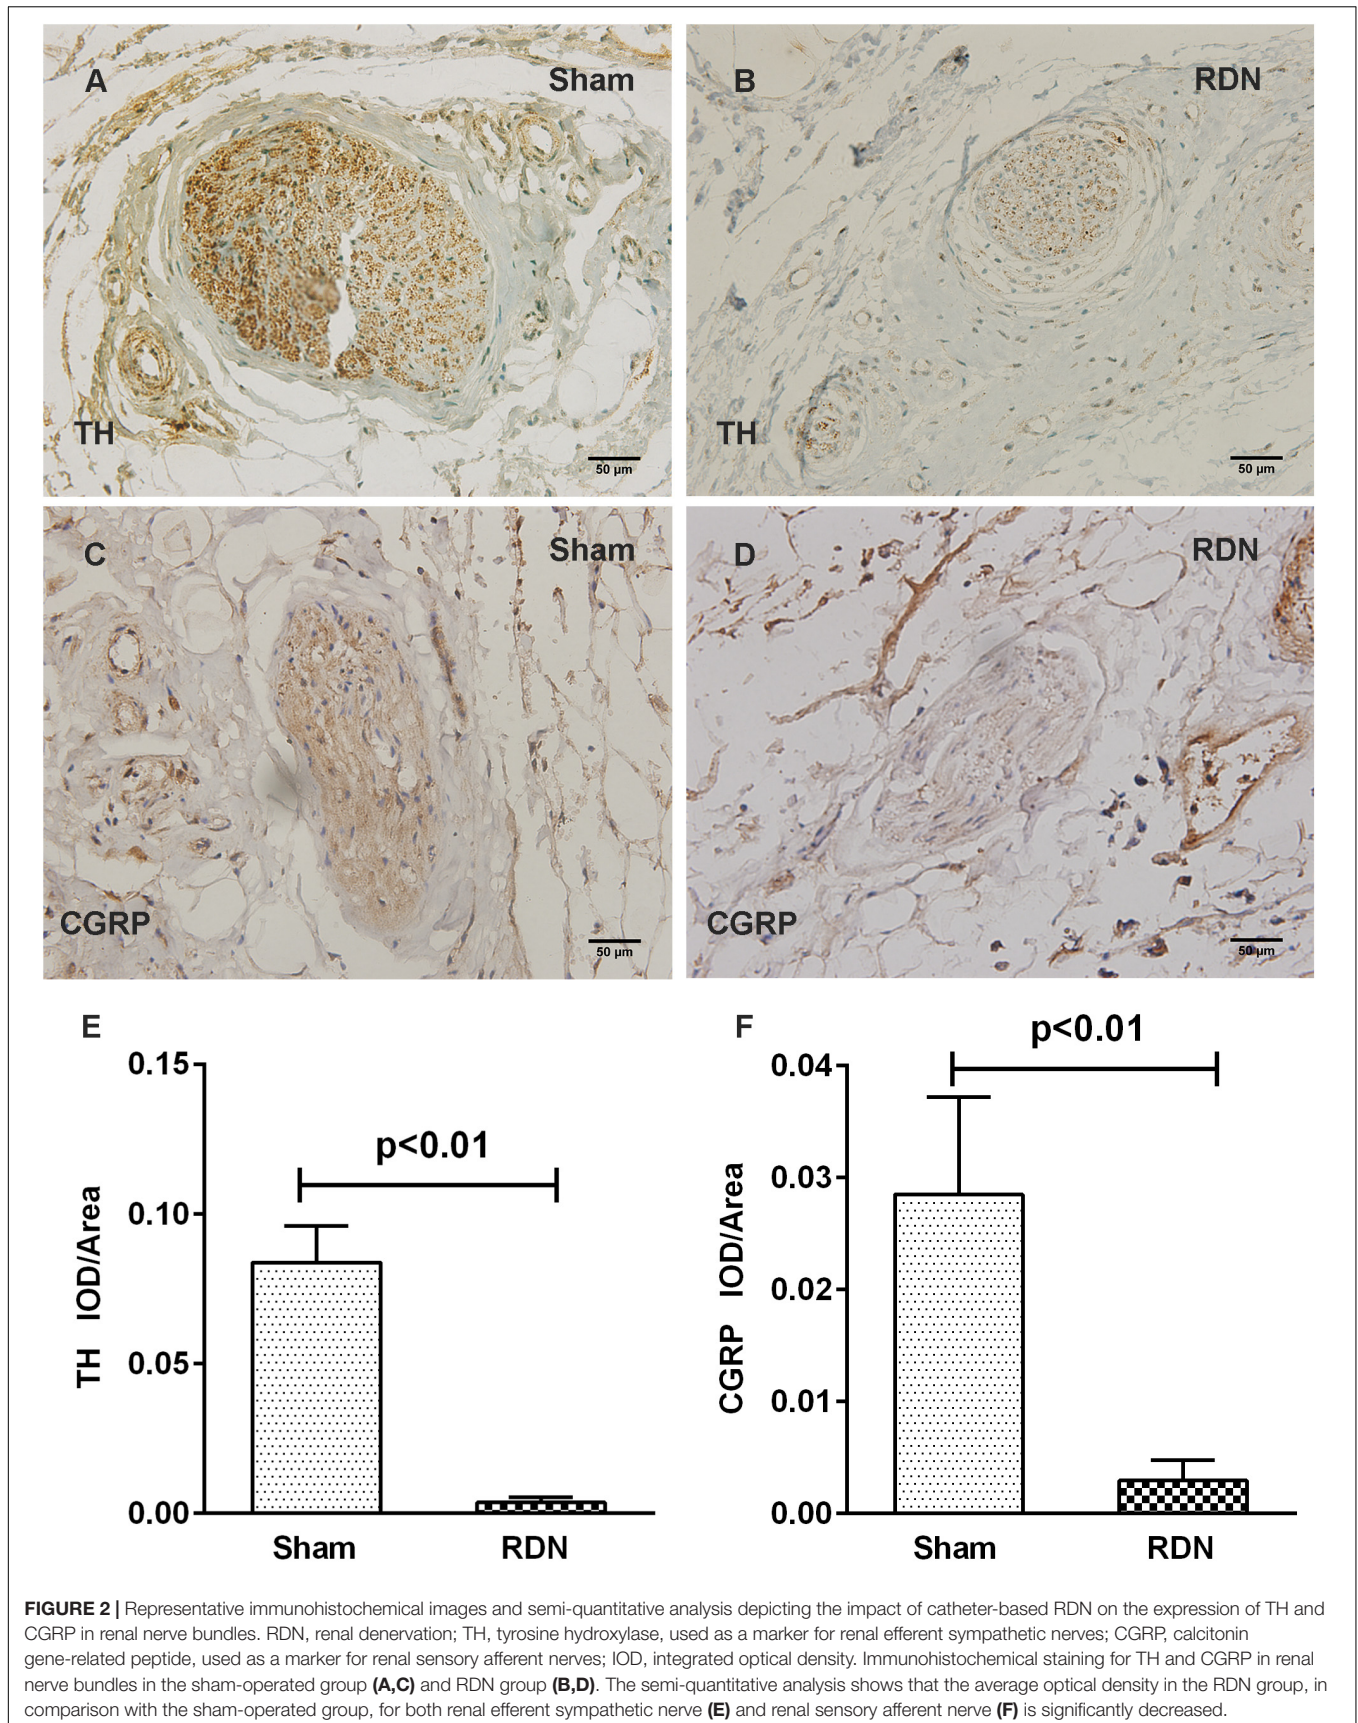 A
Sham
TH
50 µm
B
RDN
TH
50 µm
C
Sham
CGRP
50 µm
D
RDN
CGRP
50 µm
E
p<0.01
0.15
0.10
0.05
0.00
TH IOD/Area
Sham
RDN
F
p<0.01
0.04
0.03
0.02
0.01
0.00
CGRP IOD/Area
Sham
RDN
FIGURE 2 | Representative immunohistochemical images and semi-quantitative analysis depicting the impact of catheter-based RDN on the expression of TH and
CGRP in renal nerve bundles. RDN, renal denervation; TH, tyrosine hydroxylase, used as a marker for renal efferent sympathetic nerves; CGRP, calcitonin
gene-related peptide, used as a marker for renal sensory afferent nerves; IOD, integrated optical density. Immunohistochemical staining for TH and CGRP in renal
nerve bundles in the sham-operated group (A,C) and RDN group (B,D). The semi-quantitative analysis shows that the average optical density in the RDN group, in
comparison with the sham-operated group, for both renal efferent sympathetic nerve (E) and renal sensory afferent nerve (F) is significantly decreased.